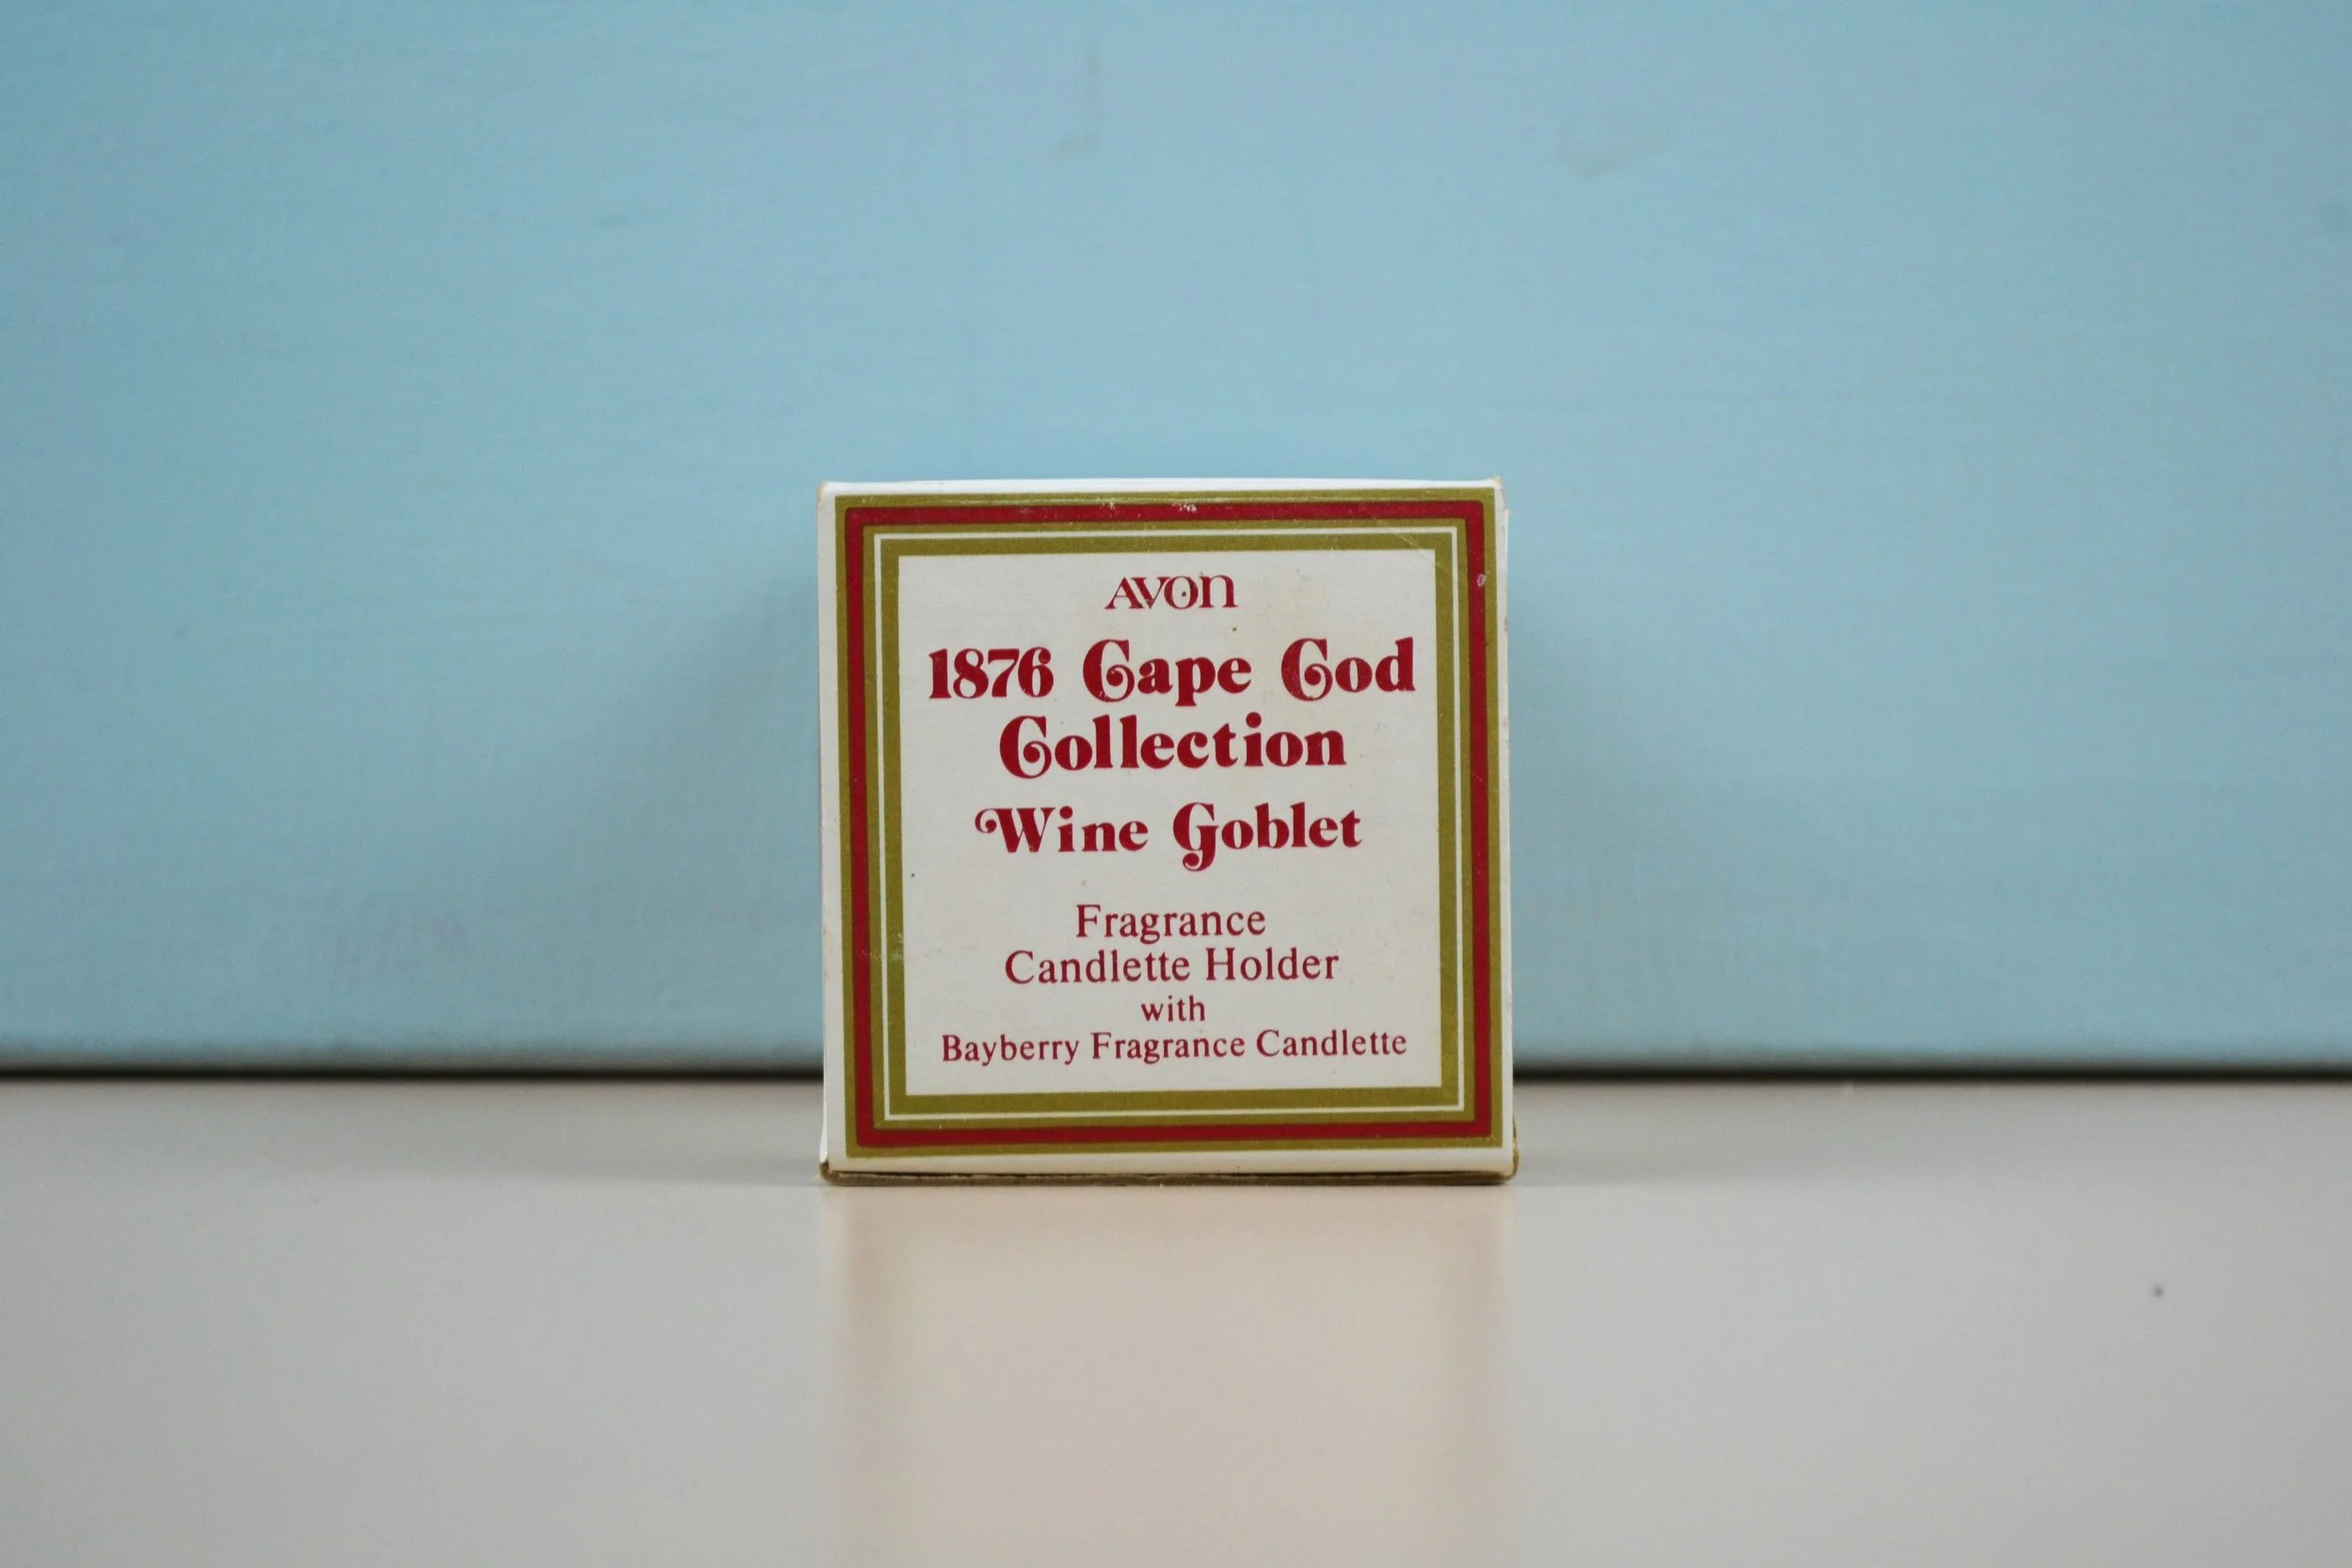 AVON
1876 Cape Cod
Collection
Wine Goblet
Fragrance
Candlette Holder
with
Bayberry Fragrance Candlette